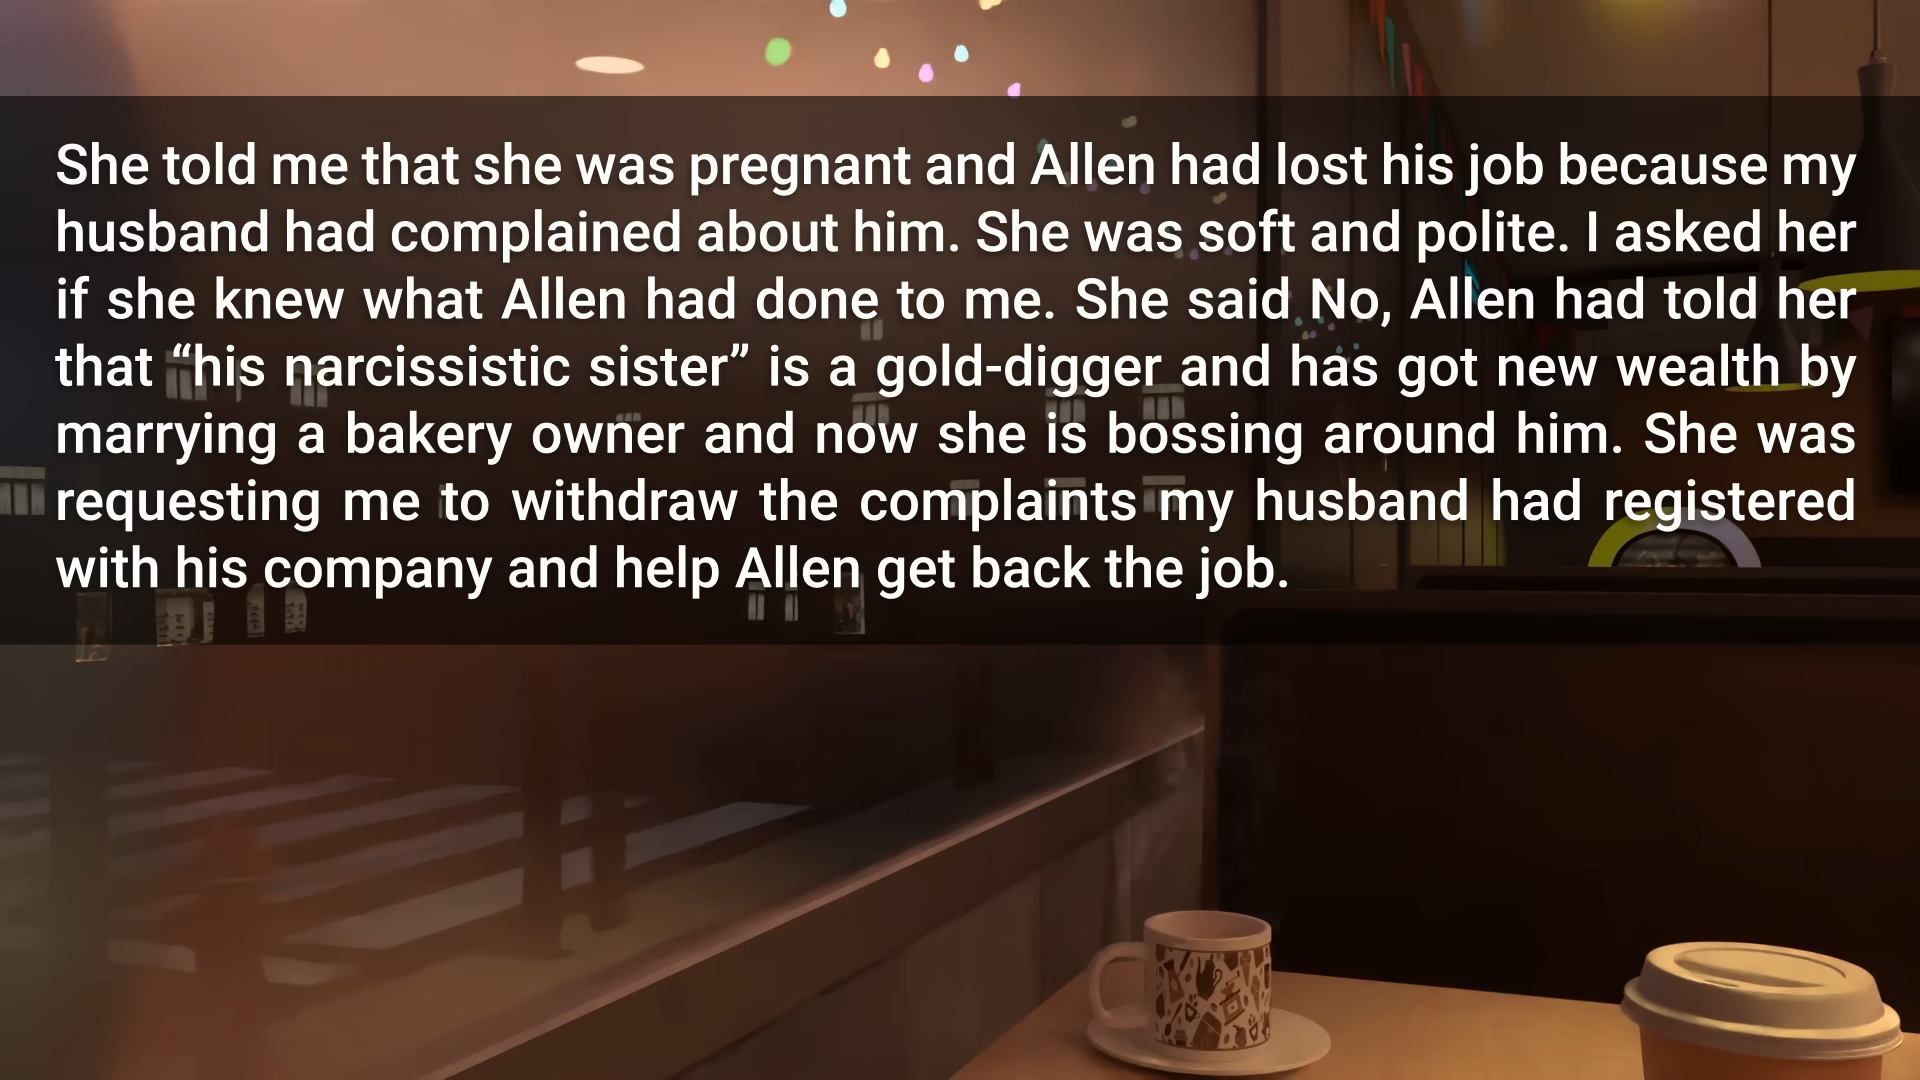 She told me that she was pregnant and Allen had lost his job because my
husband had complained about him. She was soft and polite. I asked her
if she knew what Allen had done to me. She said No, Allen had told her
that “his narcissistic sister” is a gold-digger and has got new wealth by
marrying a bakery owner and now she is bossing around him. She was
requesting me to withdraw the complaints my husband had registered
with his company and help Allen get back the job.